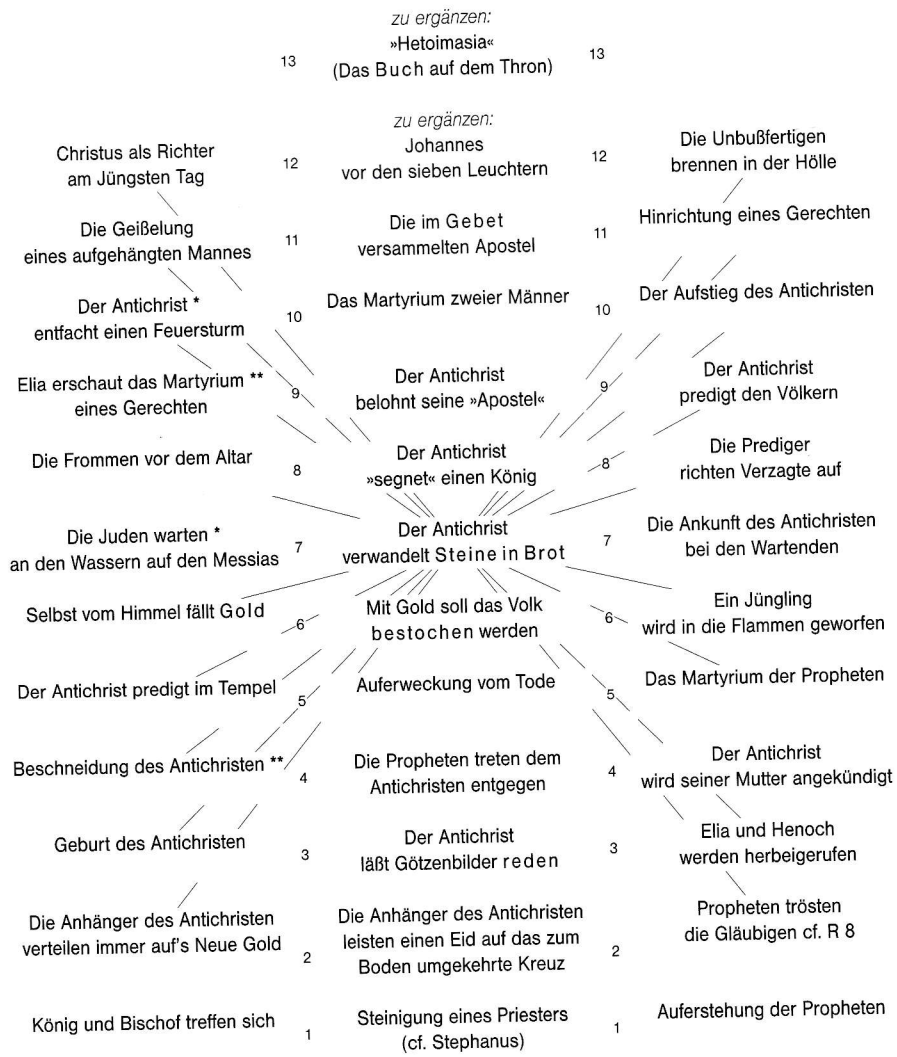 zu ergänzen:
»Hetoimasia«
13 (Das Buch auf dem Thron) 13
zu ergänzen:
Christus als Richter
am Jüngsten Tag
12
Johannes
vor den sieben Leuchtern
12
Die Unbußfertigen
brennen in der Hölle
Die Geißelung
eines aufgehängten Mannes
11
Die im Gebet
versammelten Apostel
11
Hinrichtung eines Gerechten
Der Antichrist *
entfacht einen Feuersturm
10
Das Martyrium zweier Männer
10
Der Aufstieg des Antichristen
Elia erschaut das Martyrium **
eines Gerechten
9
Der Antichrist
belohnt seine »Apostel«
9
Der Antichrist
predigt den Völkern
Die Frommen vor dem Altar
8
Der Antichrist
»segnet« einen König
8
Die Prediger
richten Verzagte auf
Die Juden warten *
an den Wassern auf den Messias
7
Der Antichrist
verwandelt Steine in Brot
7
Die Ankunft des Antichristen
bei den Wartenden
Selbst vom Himmel fällt Gold
6
Mit Gold soll das Volk
bestochen werden
6
Ein Jüngling
wird in die Flammen geworfen
Der Antichrist predigt im Tempel
5
Auferweckung vom Tode
5
Das Martyrium der Propheten
Beschneidung des Antichristen **
4
Die Propheten treten dem
Antichristen entgegen
4
Der Antichrist
wird seiner Mutter angekündigt
Geburt des Antichristen
3
Der Antichrist
läßt Götzenbilder reden
3
Elia und Henoch
werden herbeigerufen
Die Anhänger des Antichristen
verteilen immer auf's Neue Gold
2
Die Anhänger des Antichristen
leisten einen Eid auf das zum
Boden umgekehrte Kreuz
2
Propheten trösten
die Gläubigen cf. R 8
König und Bischof treffen sich
1
Steinigung eines Priesters
(cf. Stephanus)
1
Auferstehung der Propheten